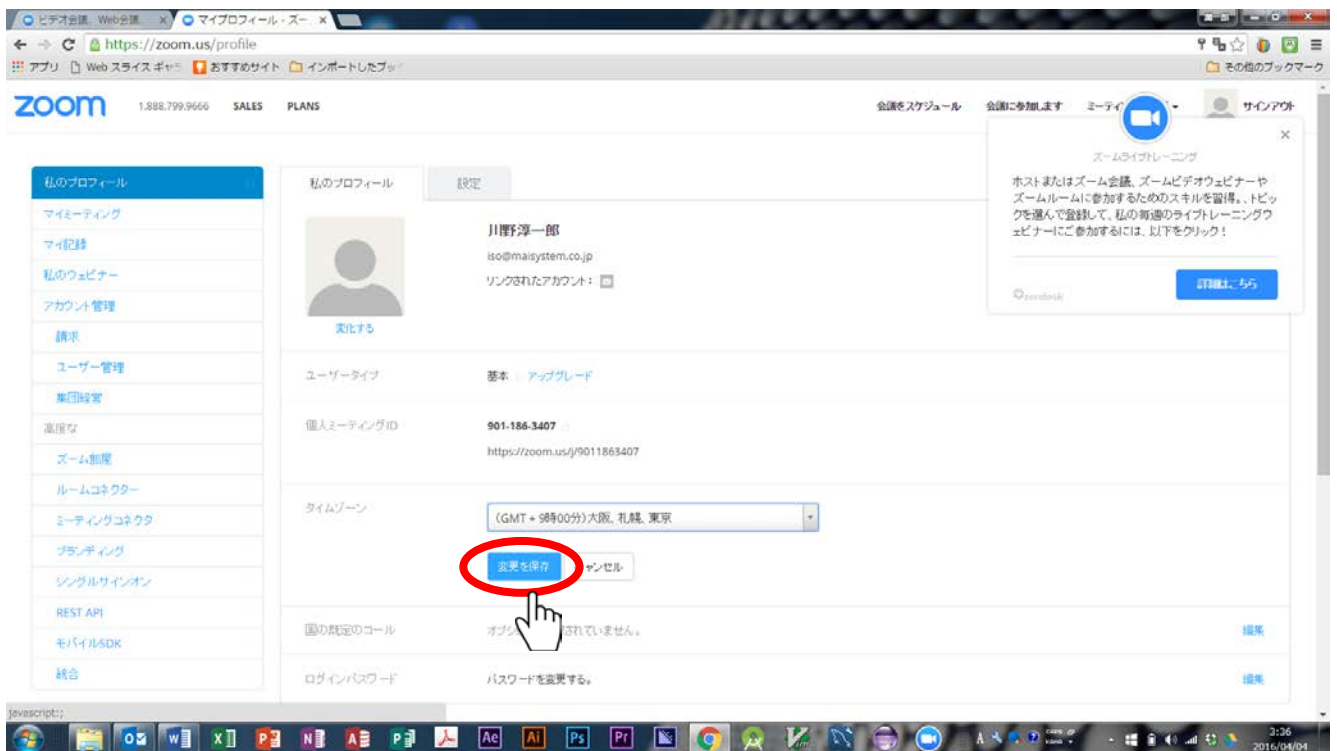 ビデオ会議、Web会議
マイプロフィール - ズー
https://zoom.us/profile
アプリ Web スライス ギャラ おすすめサイト インポートしたブッ
その他のブックマーク
zoom 1.888.799.9666 SALES PLANS
会議をスケジュール 会議に参加します ミーテ サインアウト
ズームライブトレーニング
ホストまたはズーム会議、ズームビデオウェビナーや
ズームルームに参加するためのスキルを習得。、トピッ
クを選んで登録して、私の毎週のライブトレーニングウ
ェビナーにご参加するには、以下をクリック！
詳細はこちら
zendesk
私のプロフィール
マイミーティング
マイ記録
私のウェビナー
アカウント管理
請求
ユーザー管理
集団経営
高度な
ズーム部屋
ルームコネクター
ミーティングコネクタ
ブランディング
シングルサインオン
REST API
モバイルSDK
統合
私のプロフィール 設定
川野淳一郎
iso@maisystem.co.jp
リンクされたアカウント：
変化する
ユーザータイプ 基本 アップグレード
個人ミーティングID 901-186-3407
https://zoom.us/j/9011863407
タイムゾーン (GMT + 9時00分)大阪、札幌、東京
変更を保存 ャンセル
国の既定のコール オプシ されていません。 編集
ログインパスワード パスワードを変更する。 編集
javascript:;
3:36
2016/04/04